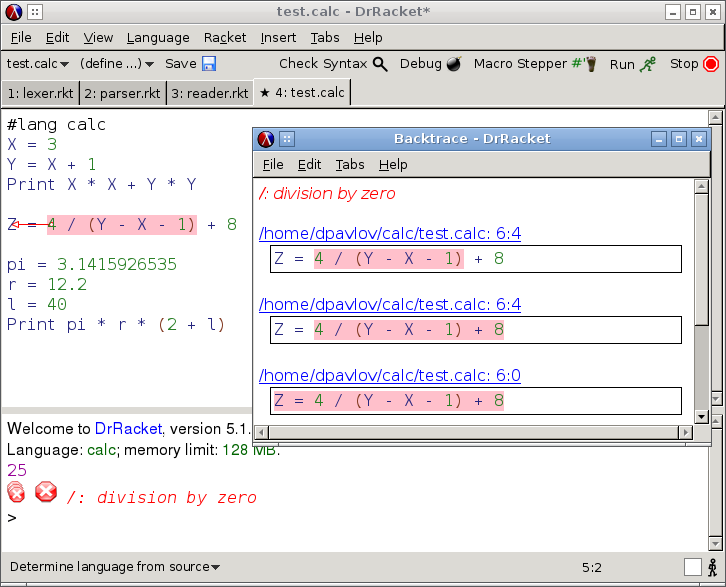 test.calc - DrRacket*
File Edit View Language Racket Insert Tabs Help
test.calc (define ...) Save Check Syntax Debug Macro Stepper #' Run Stop
1: lexer.rkt 2: parser.rkt 3: reader.rkt ★ 4: test.calc
#lang calc
X = 3
Y = X + 1
Print X * X + Y * Y
Z = 4 / (Y - X - 1) + 8
pi = 3.1415926535
r = 12.2
l = 40
Print pi * r * (2 + l)
Backtrace - DrRacket
File Edit Tabs Help
/: division by zero
/home/dpavlov/calc/test.calc: 6:4
Z = 4 / (Y - X - 1) + 8
/home/dpavlov/calc/test.calc: 6:4
Z = 4 / (Y - X - 1) + 8
/home/dpavlov/calc/test.calc: 6:0
Z = 4 / (Y - X - 1) + 8
Welcome to DrRacket, version 5.1.
Language: calc; memory limit: 128 MB.
25
/: division by zero
>
Determine language from source 5:2